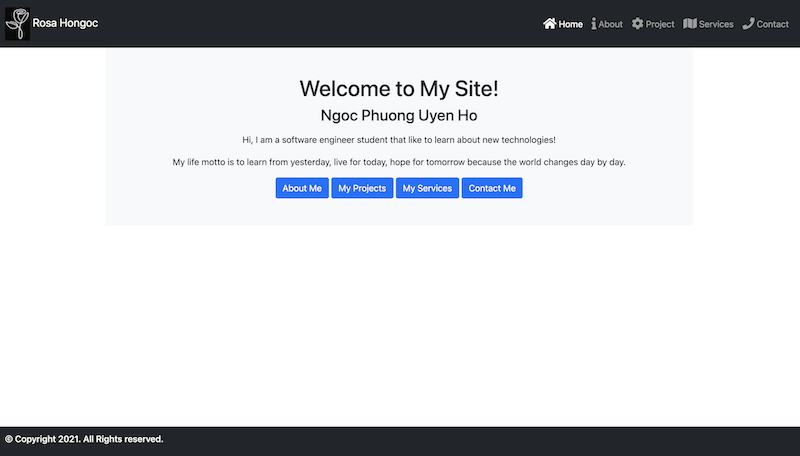 Rosa Hongoc
Home About Project Services Contact
Welcome to My Site!
Ngoc Phuong Uyen Ho
Hi, I am a software engineer student that like to learn about new technologies!
My life motto is to learn from yesterday, live for today, hope for tomorrow because the world changes day by day.
About Me My Projects My Services Contact Me
© Copyright 2021. All Rights reserved.